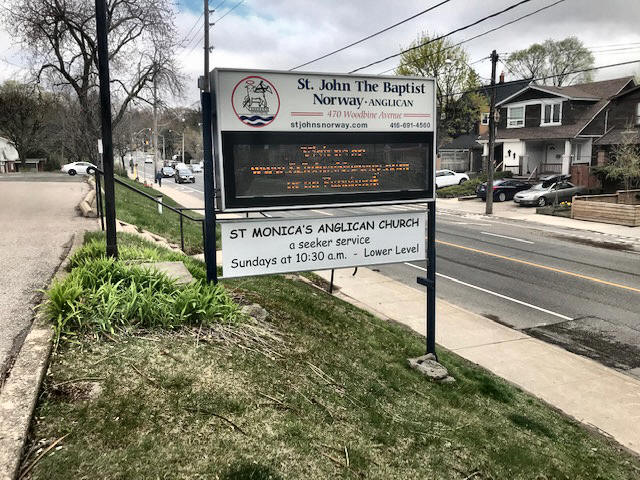 St. John The Baptist
Norway · ANGLICAN
470 Woodbine Avenue
stjohnsnorway.com 416-691-4560
ST MONICA'S ANGLICAN CHURCH
a seeker service
Sundays at 10:30 a.m. - Lower Level